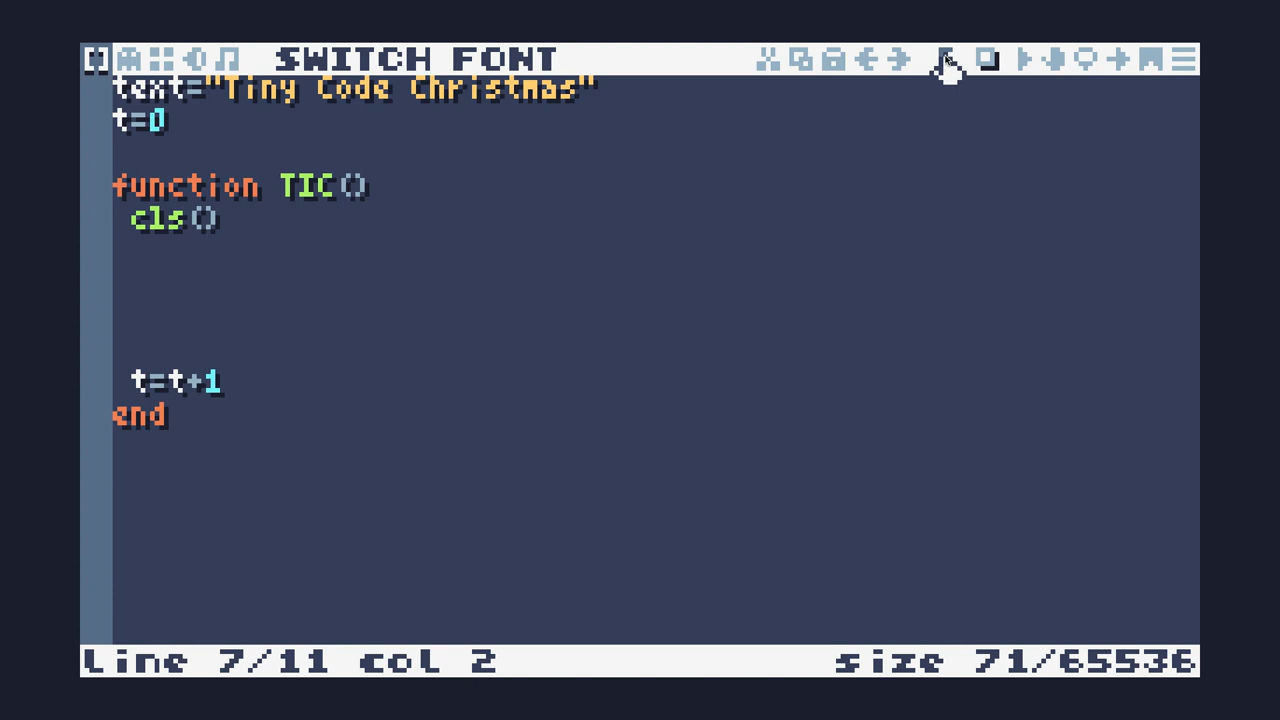 SWITCH FONT
text="Tiny Code Christmas"
t=0
function TIC()
cls()
t=t+1
end
line 7/11 col 2
size 71/65536